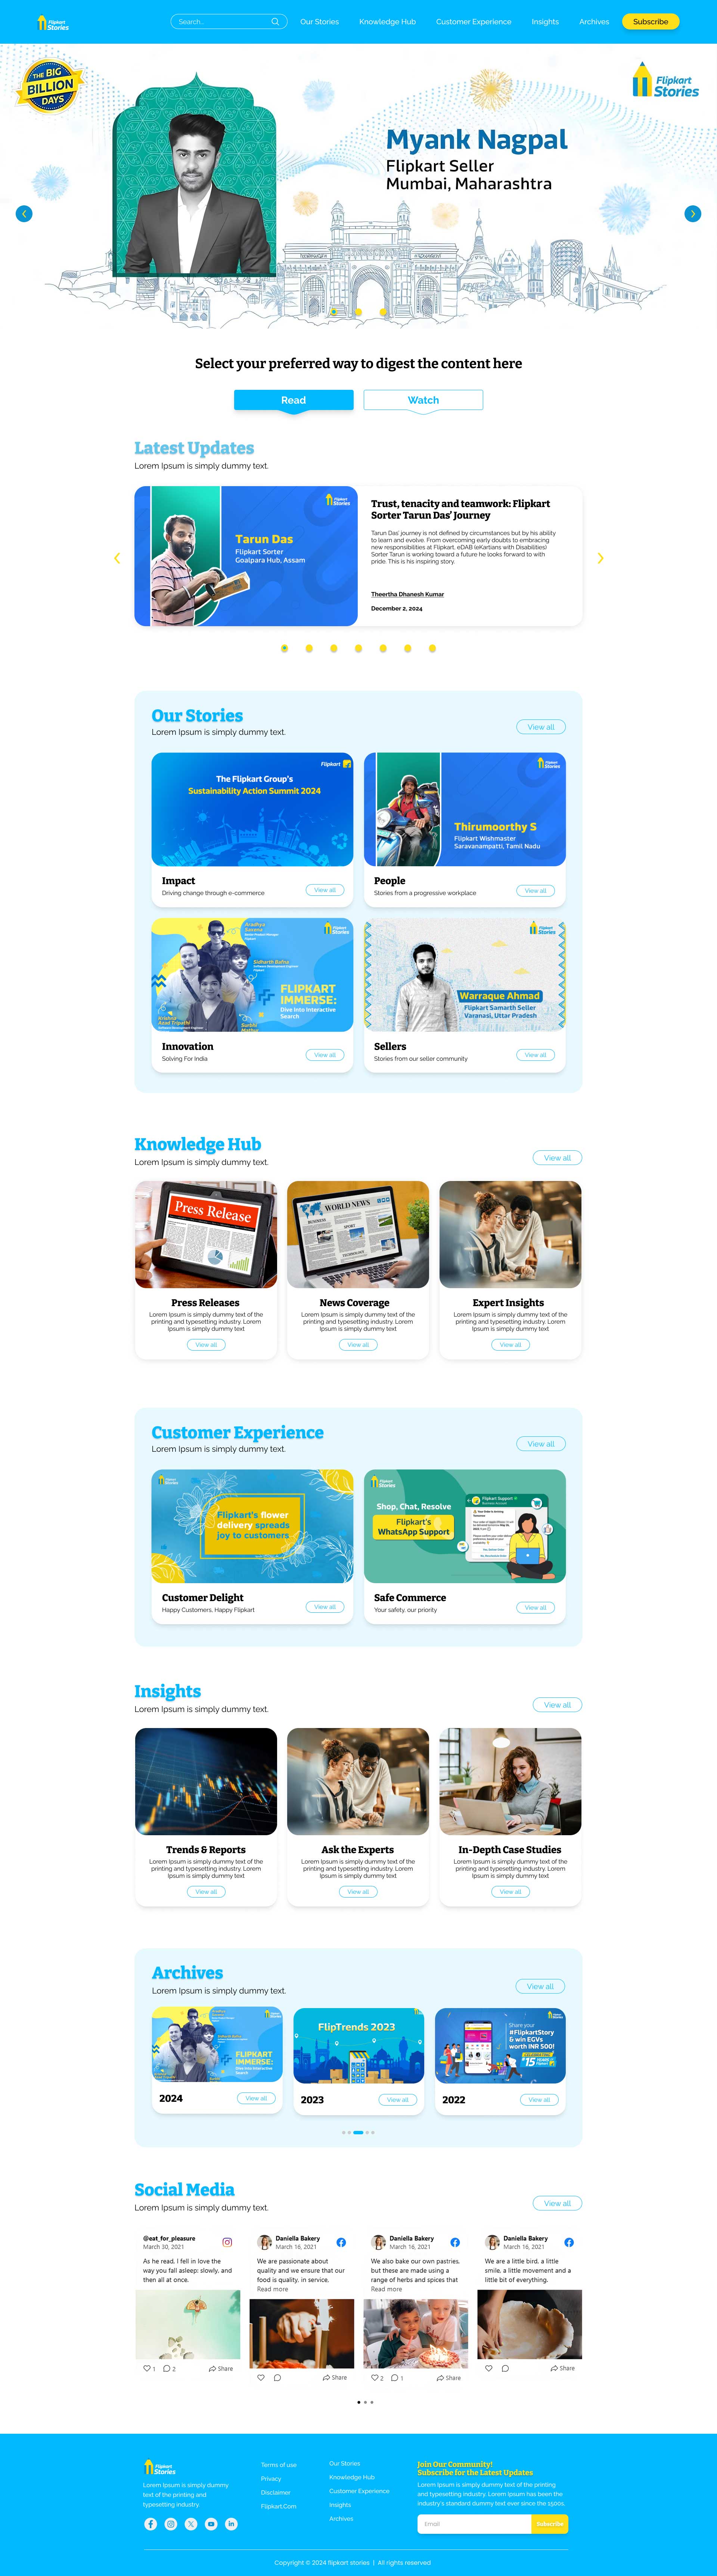 Flipkart
Stories
Search...
Our Stories
Knowledge Hub
Customer Experience
Insights
Archives
Subscribe
THE BIG
BILLION
DAYS
Flipkart
Stories
Myank Nagpal
Flipkart Seller
Mumbai, Maharashtra
Select your preferred way to digest the content here
Read
Watch
Latest Updates
Lorem Ipsum is simply dummy text.
Flipkart
Stories
Tarun Das
Flipkart Sorter
Goalpara Hub, Assam
Trust, tenacity and teamwork: Flipkart
Sorter Tarun Das' Journey
Tarun Das' journey is not defined by circumstances but by his ability
to learn and evolve. From overcoming early doubts to embracing
new responsibilities at Flipkart, eDAB (eKartians with Disabilities)
Sorter Tarun is working toward a future he looks forward to with
pride. This is his inspiring story.
Theertha Dhanesh Kumar
December 2, 2024
Our Stories
Lorem Ipsum is simply dummy text.
View all
Flipkart
The Flipkart Group's
Sustainability Action Summit 2024
Impact
Driving change through e-commerce
View all
Flipkart
Stories
Thirumoorthy S
Flipkart Wishmaster
Saravanampatti, Tamil Nadu
People
Stories from a progressive workplace
View all
Aradhya
Saxena
Flipkart
Stories
Sidharth Bafna
Software Development Engineer
Flipkart
FLIPKART
IMMERSE:
Dive Into Interactive
Search
Krishna
Azad Tripathi
Software Development Engineer
Surbhi
Mathur
Innovation
Solving For India
View all
Flipkart
Stories
Warraque Ahmad
Flipkart Samarth Seller
Varanasi, Uttar Pradesh
Sellers
Stories from our seller community
View all
Knowledge Hub
Lorem Ipsum is simply dummy text.
View all
Press Release
Press Releases
Lorem Ipsum is simply dummy text of the
printing and typesetting industry. Lorem
Ipsum is simply dummy text
View all
WORLD NEWS
BUSINESS
SPORT
TECHNOLOGY
News Coverage
Lorem Ipsum is simply dummy text of the
printing and typesetting industry. Lorem
Ipsum is simply dummy text
View all
Expert Insights
Lorem Ipsum is simply dummy text of the
printing and typesetting industry. Lorem
Ipsum is simply dummy text
View all
Customer Experience
Lorem Ipsum is simply dummy text.
View all
Flipkart
Stories
Flipkart's flower
delivery spreads
joy to customers
Customer Delight
Happy Customers, Happy Flipkart
View all
Flipkart
Stories
Shop, Chat, Resolve
Flipkart's
WhatsApp Support
Flipkart Support
Safe Commerce
Your safety, our priority
View all
Insights
Lorem Ipsum is simply dummy text.
View all
Trends & Reports
Lorem Ipsum is simply dummy text of the
printing and typesetting industry. Lorem
Ipsum is simply dummy text
View all
Ask the Experts
Lorem Ipsum is simply dummy text of the
printing and typesetting industry. Lorem
Ipsum is simply dummy text
View all
In-Depth Case Studies
Lorem Ipsum is simply dummy text of the
printing and typesetting industry. Lorem
Ipsum is simply dummy text
View all
Archives
Lorem Ipsum is simply dummy text.
View all
FLIPKART
IMMERSE:
Dive Into Interactive
Search
2024
View all
FlipTrends 2023
2023
View all
Share your
#FlipkartStory
& win EGVs
worth INR 500!
CELEBRATING
15 YEARS
2022
View all
Social Media
Lorem Ipsum is simply dummy text.
View all
@eat_for_pleasure
March 30, 2021
As he read, I fell in love the
way you fall asleep: slowly, and
then all at once.
1
2
Share
Daniella Bakery
March 16, 2021
We are passionate about
quality and we ensure that our
food is quality, in service,
Read more
Share
Daniella Bakery
March 16, 2021
We also bake our own pastries,
but these are made using a
range of herbs and spices that
Read more
2
1
Share
Daniella Bakery
March 16, 2021
We are a little bird, a little
smile, a little movement and a
little bit of everything.
Share
Flipkart
Stories
Lorem Ipsum is simply dummy
text of the printing and
typesetting industry.
Terms of use
Privacy
Disclaimer
Flipkart.Com
Our Stories
Knowledge Hub
Customer Experience
Insights
Archives
Join Our Community!
Subscribe for the Latest Updates
Lorem Ipsum is simply dummy text of the printing
and typesetting industry. Lorem Ipsum has been the
industry's standard dummy text ever since the 1500s.
Email
Subscribe
Copyright © 2024 flipkart stories | All rights reserved